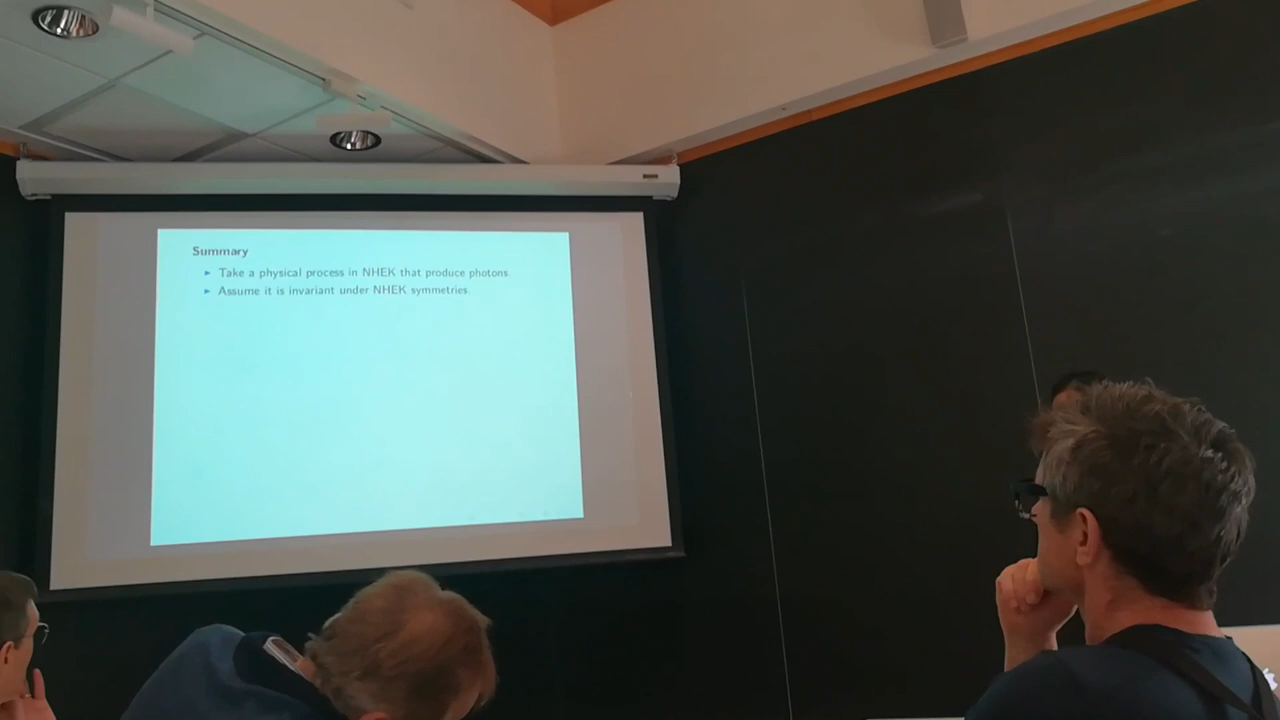 Summary
▸ Take a physical process in NHEK that produce photons.
▸ Assume it is invariant under NHEK symmetries.